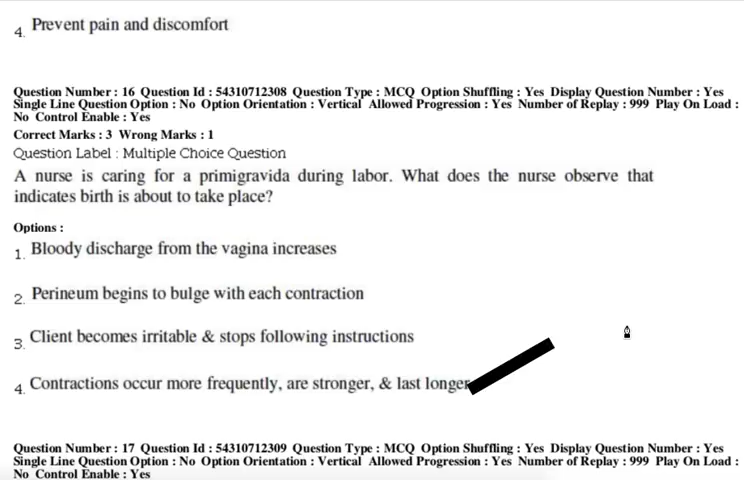 4. Prevent pain and discomfort
Question Number : 16 Question Id : 54310712308 Question Type : MCQ Option Shuffling : Yes Display Question Number : Yes
Single Line Question Option : No Option Orientation : Vertical Allowed Progression : Yes Number of Replay : 999 Play On Load :
No Control Enable : Yes
Correct Marks : 3 Wrong Marks : 1
Question Label : Multiple Choice Question
A nurse is caring for a primigravida during labor. What does the nurse observe that
indicates birth is about to take place?
Options :
1. Bloody discharge from the vagina increases
2. Perineum begins to bulge with each contraction
3. Client becomes irritable & stops following instructions
4. Contractions occur more frequently, are stronger, & last longer
Question Number : 17 Question Id : 54310712309 Question Type : MCQ Option Shuffling : Yes Display Question Number : Yes
Single Line Question Option : No Option Orientation : Vertical Allowed Progression : Yes Number of Replay : 999 Play On Load :
No Control Enable : Yes